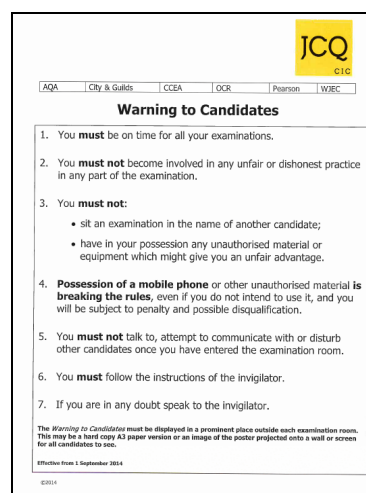 JCQ
CIC
AQA City & Guilds CCEA OCR Pearson WJEC
Warning to Candidates
1. You must be on time for all your examinations.
2. You must not become involved in any unfair or dishonest practice
in any part of the examination.
3. You must not:
• sit an examination in the name of another candidate;
• have in your possession any unauthorised material or
equipment which might give you an unfair advantage.
4. Possession of a mobile phone or other unauthorised material is
breaking the rules, even if you do not intend to use it, and you
will be subject to penalty and possible disqualification.
5. You must not talk to, attempt to communicate with or disturb
other candidates once you have entered the examination room.
6. You must follow the instructions of the invigilator.
7. If you are in any doubt speak to the invigilator.
The Warning to Candidates must be displayed in a prominent place outside each examination room.
This may be a hard copy A3 paper version or an image of the poster projected onto a wall or screen
for all candidates to see.
Effective from 1 September 2014
©2014